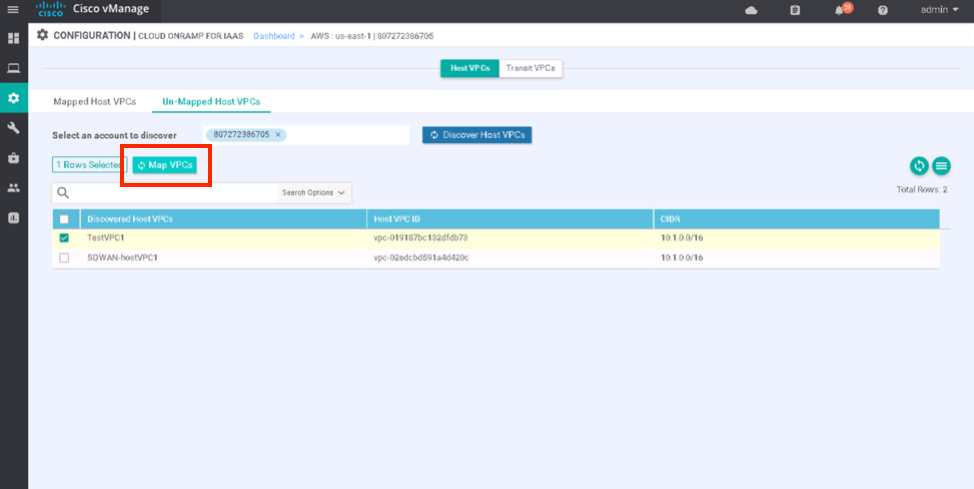 cisco Cisco vManage
29
admin
CONFIGURATION | CLOUD ONRAMP FOR IAAS Dashboard > AWS : us-east-1 | 807272386705
Host VPCs Transit VPCs
Mapped Host VPCs Un-Mapped Host VPCs
Select an account to discover 807272386705 × Discover Host VPCs
1 Rows Selected Map VPCs
Search Options
Total Rows: 2
Discovered Host VPCs Host VPC ID CIDR
TestVPC1 vpc-019187bc132dfdb73 10.1.0.0/16
SDWAN-hostVPC1 10.1.0.0/16